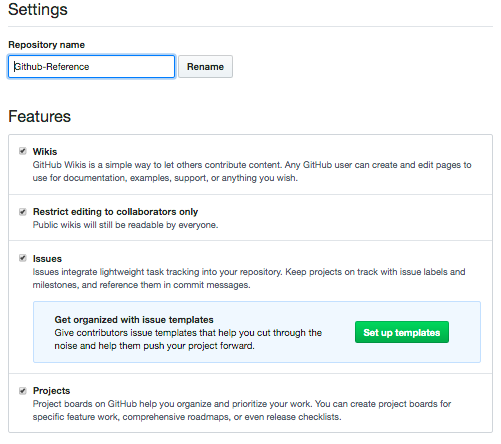 Settings
Repository name
Github-Reference
Rename
Features
Wikis
GitHub Wikis is a simple way to let others contribute content. Any GitHub user can create and edit pages to
use for documentation, examples, support, or anything you wish.
Restrict editing to collaborators only
Public wikis will still be readable by everyone.
Issues
Issues integrate lightweight task tracking into your repository. Keep projects on track with issue labels and
milestones, and reference them in commit messages.
Get organized with issue templates
Give contributors issue templates that help you cut through the
noise and help them push your project forward.
Set up templates
Projects
Project boards on GitHub help you organize and prioritize your work. You can create project boards for
specific feature work, comprehensive roadmaps, or even release checklists.